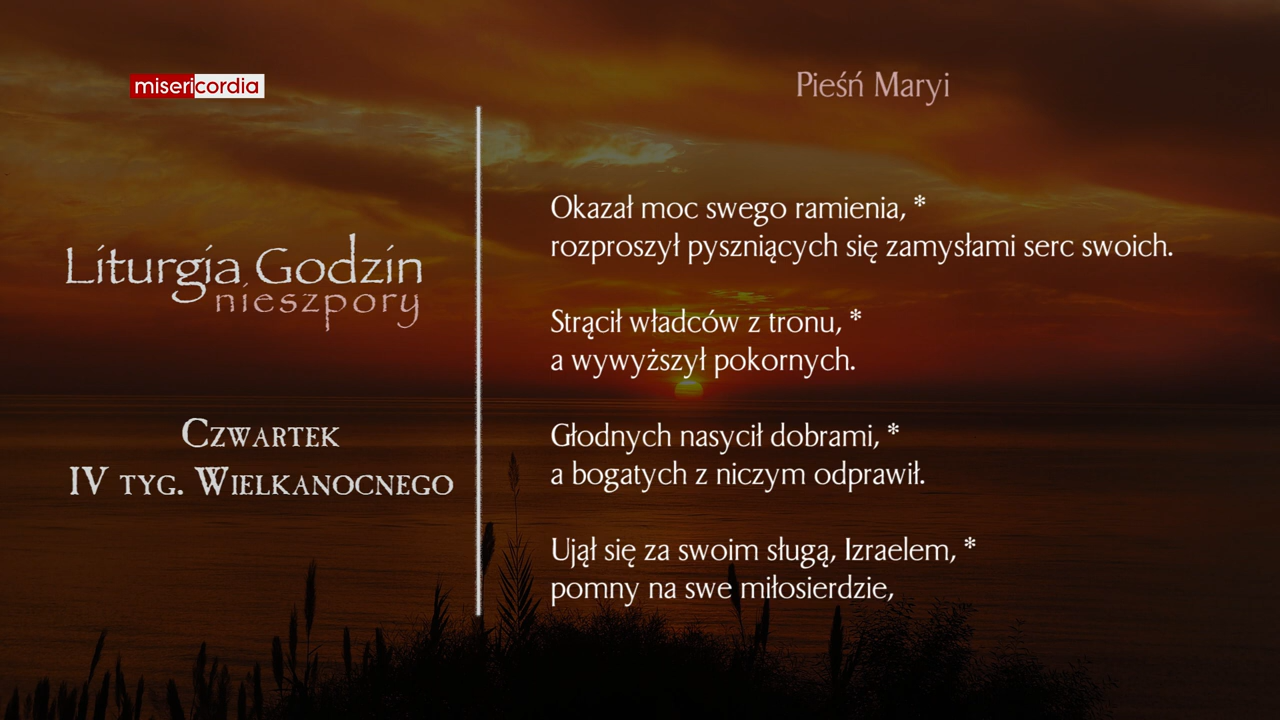 misericordia
Pieśń Maryi
Liturgia Godzin
nieszpory
Czwartek
IV tyg. Wielkanocnego
Okazał moc swego ramienia, *
rozproszył pyszniących się zamysłami serc swoich.
Strącił władców z tronu, *
a wywyższył pokornych.
Głodnych nasycił dobrami, *
a bogatych z niczym odprawił.
Ujął się za swoim sługą, Izraelem, *
pomny na swe miłosierdzie,